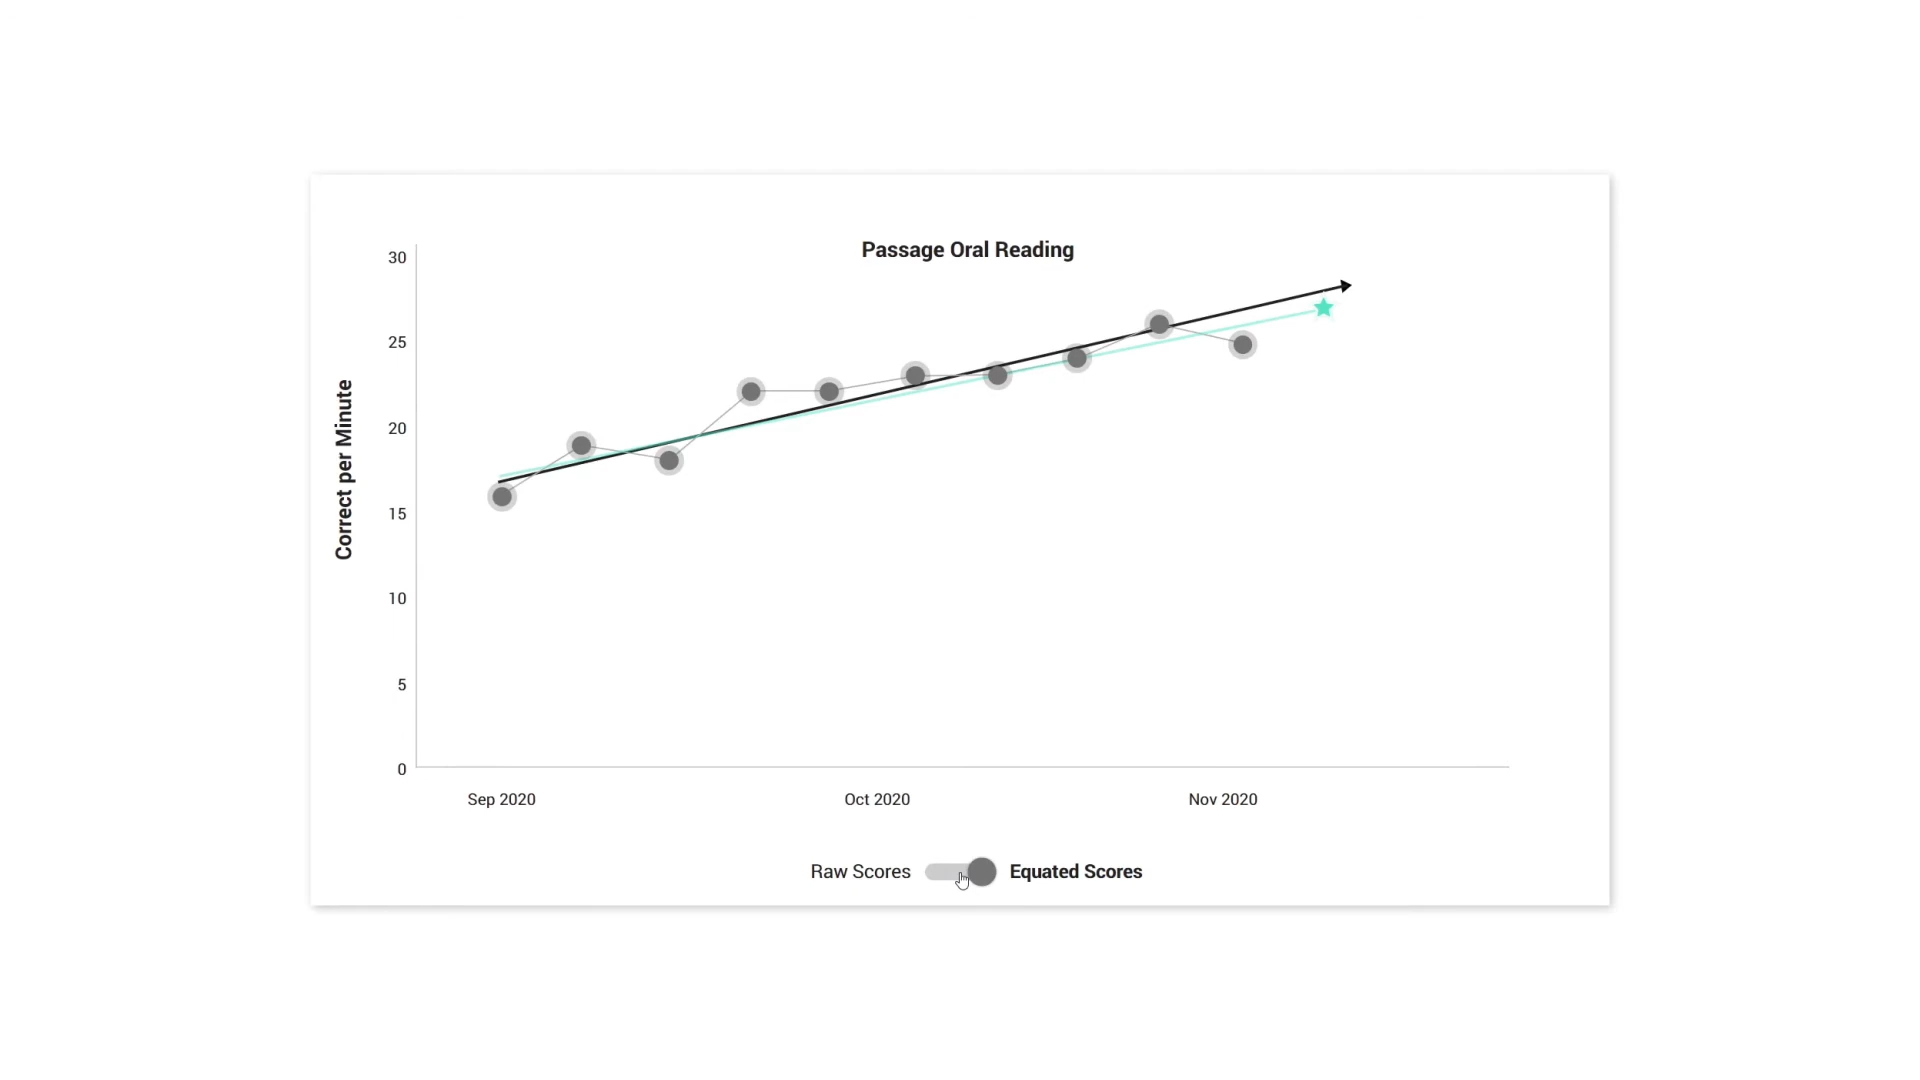 Passage Oral Reading
Correct per Minute
30
25
20
15
10
5
0
Sep 2020
Oct 2020
Nov 2020
Raw Scores
Equated Scores